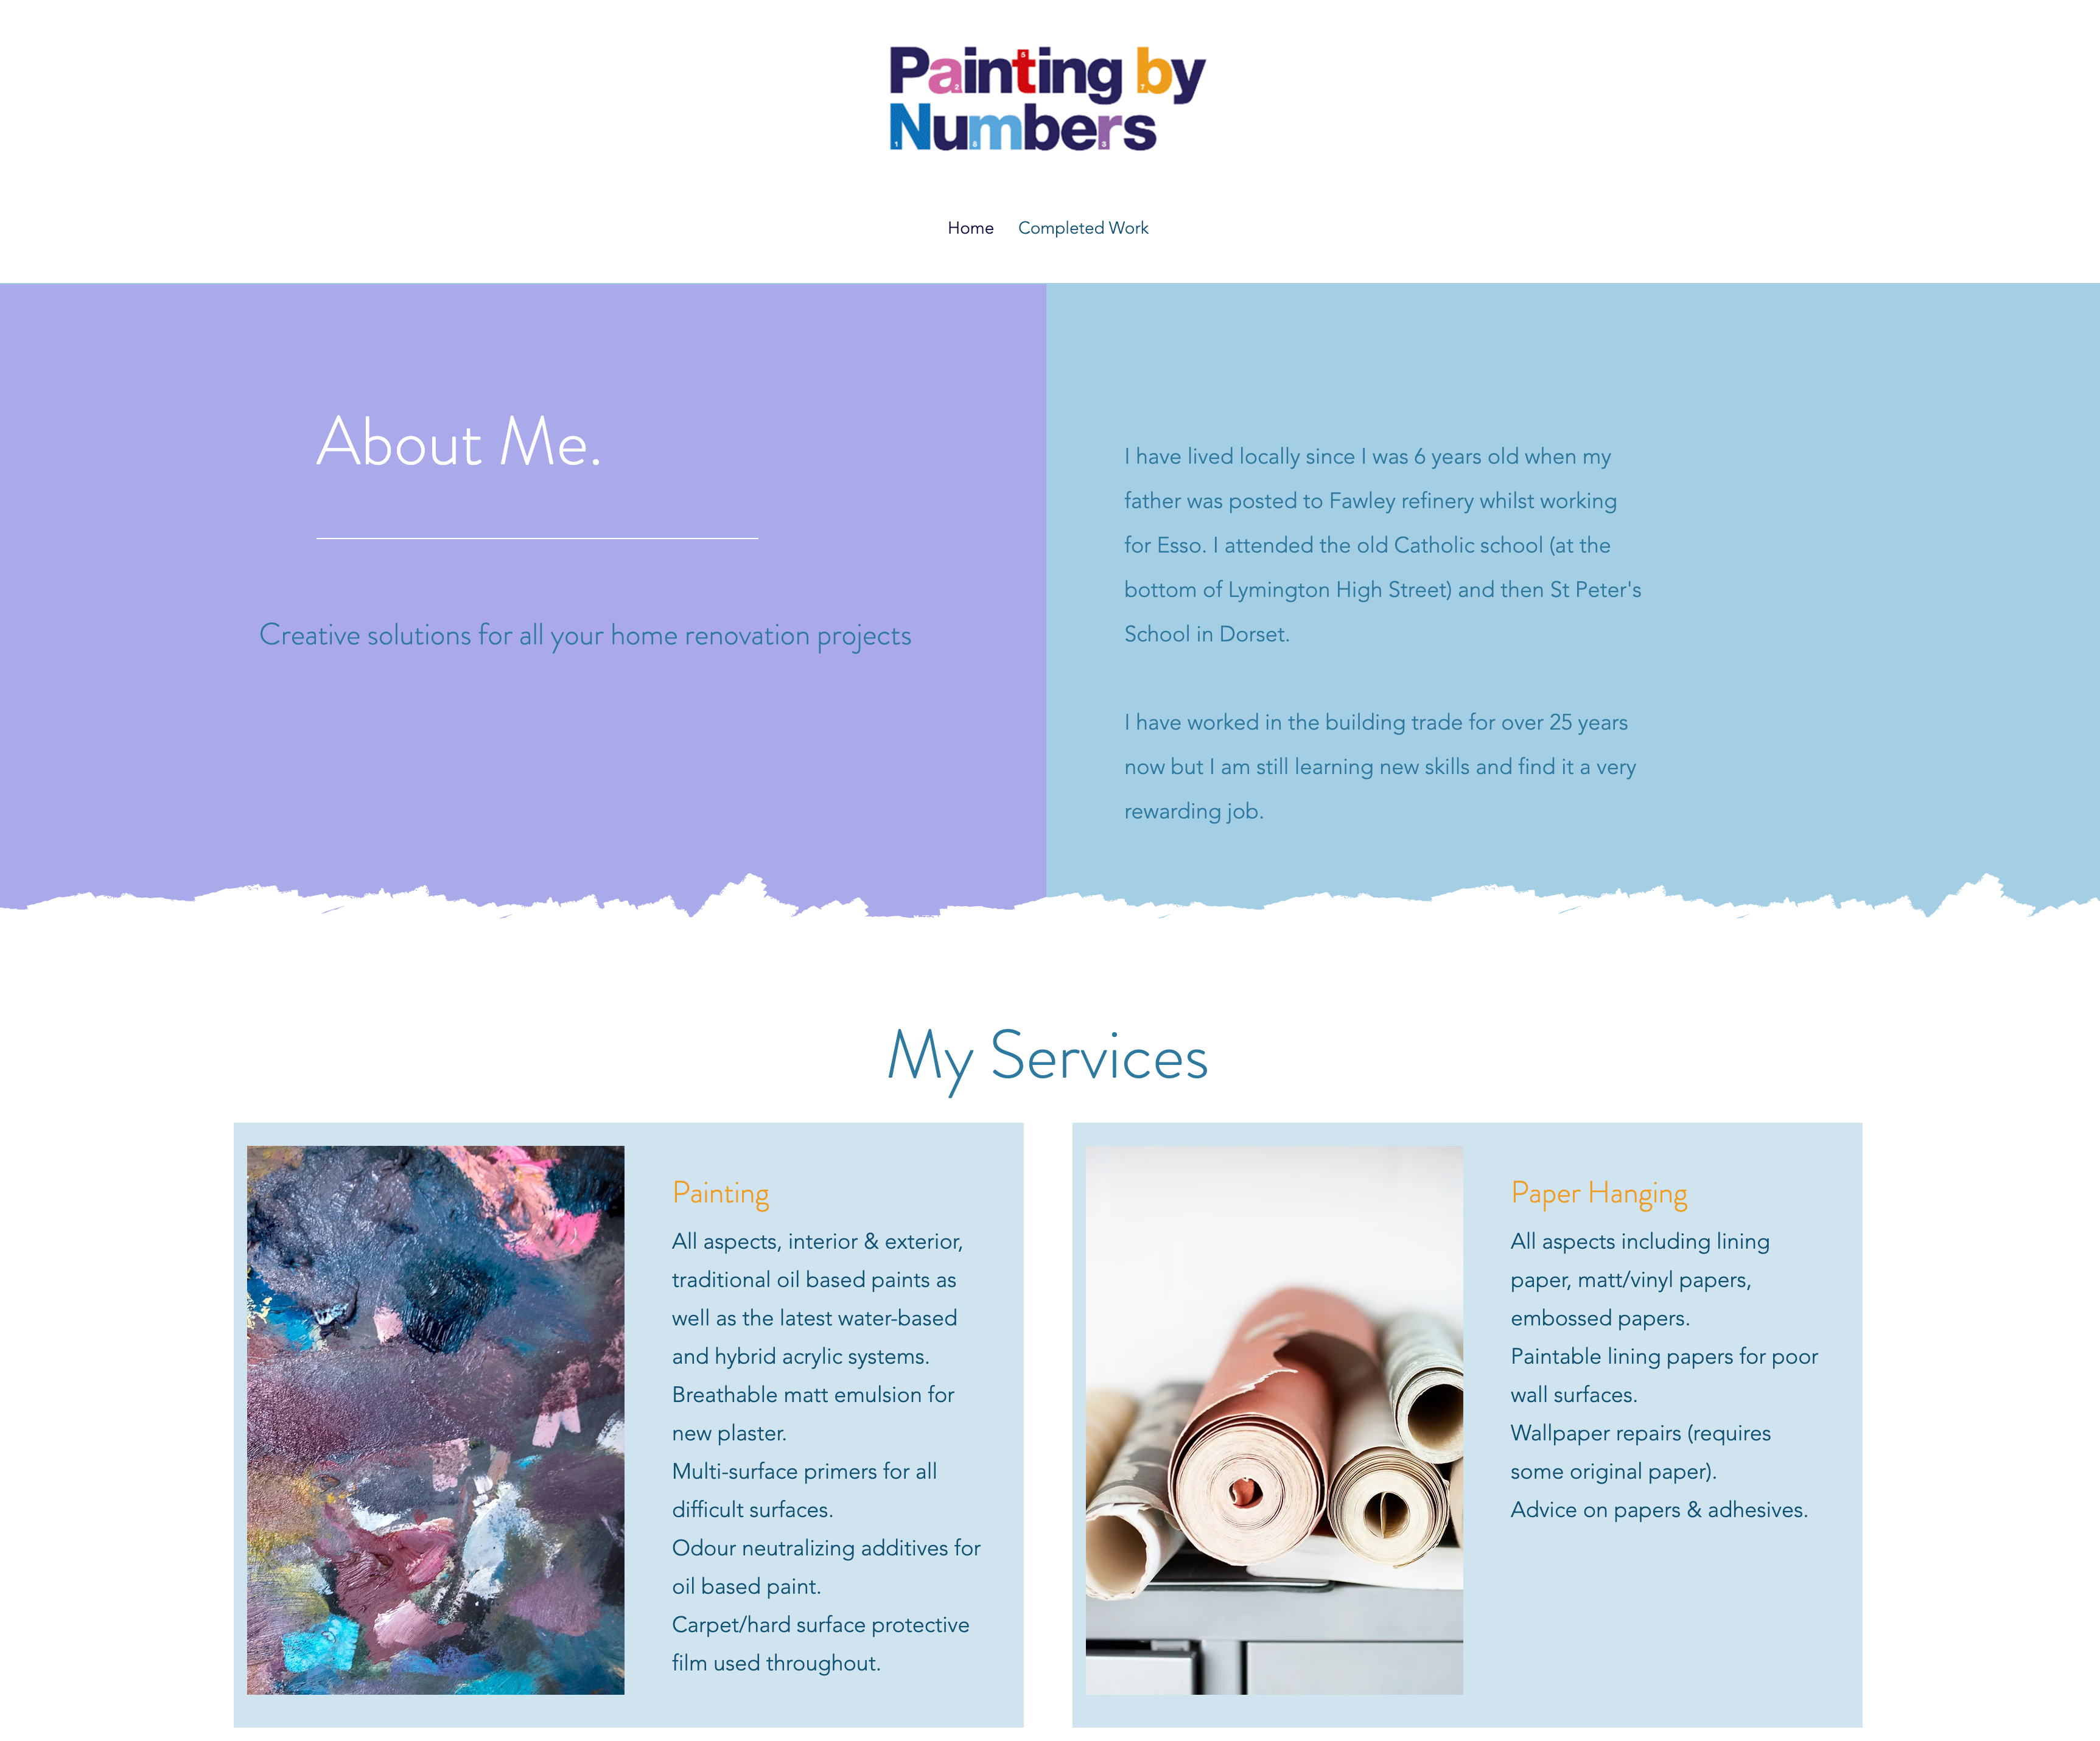 Painting by
Numbers
Home Completed Work
About Me.
Creative solutions for all your home renovation projects
I have lived locally since I was 6 years old when my
father was posted to Fawley refinery whilst working
for Esso. I attended the old Catholic school (at the
bottom of Lymington High Street) and then St Peter's
School in Dorset.
I have worked in the building trade for over 25 years
now but I am still learning new skills and find it a very
rewarding job.
My Services
Painting
All aspects, interior & exterior,
traditional oil based paints as
well as the latest water-based
and hybrid acrylic systems.
Breathable matt emulsion for
new plaster.
Multi-surface primers for all
difficult surfaces.
Odour neutralizing additives for
oil based paint.
Carpet/hard surface protective
film used throughout.
Paper Hanging
All aspects including lining
paper, matt/vinyl papers,
embossed papers.
Paintable lining papers for poor
wall surfaces.
Wallpaper repairs (requires
some original paper).
Advice on papers & adhesives.